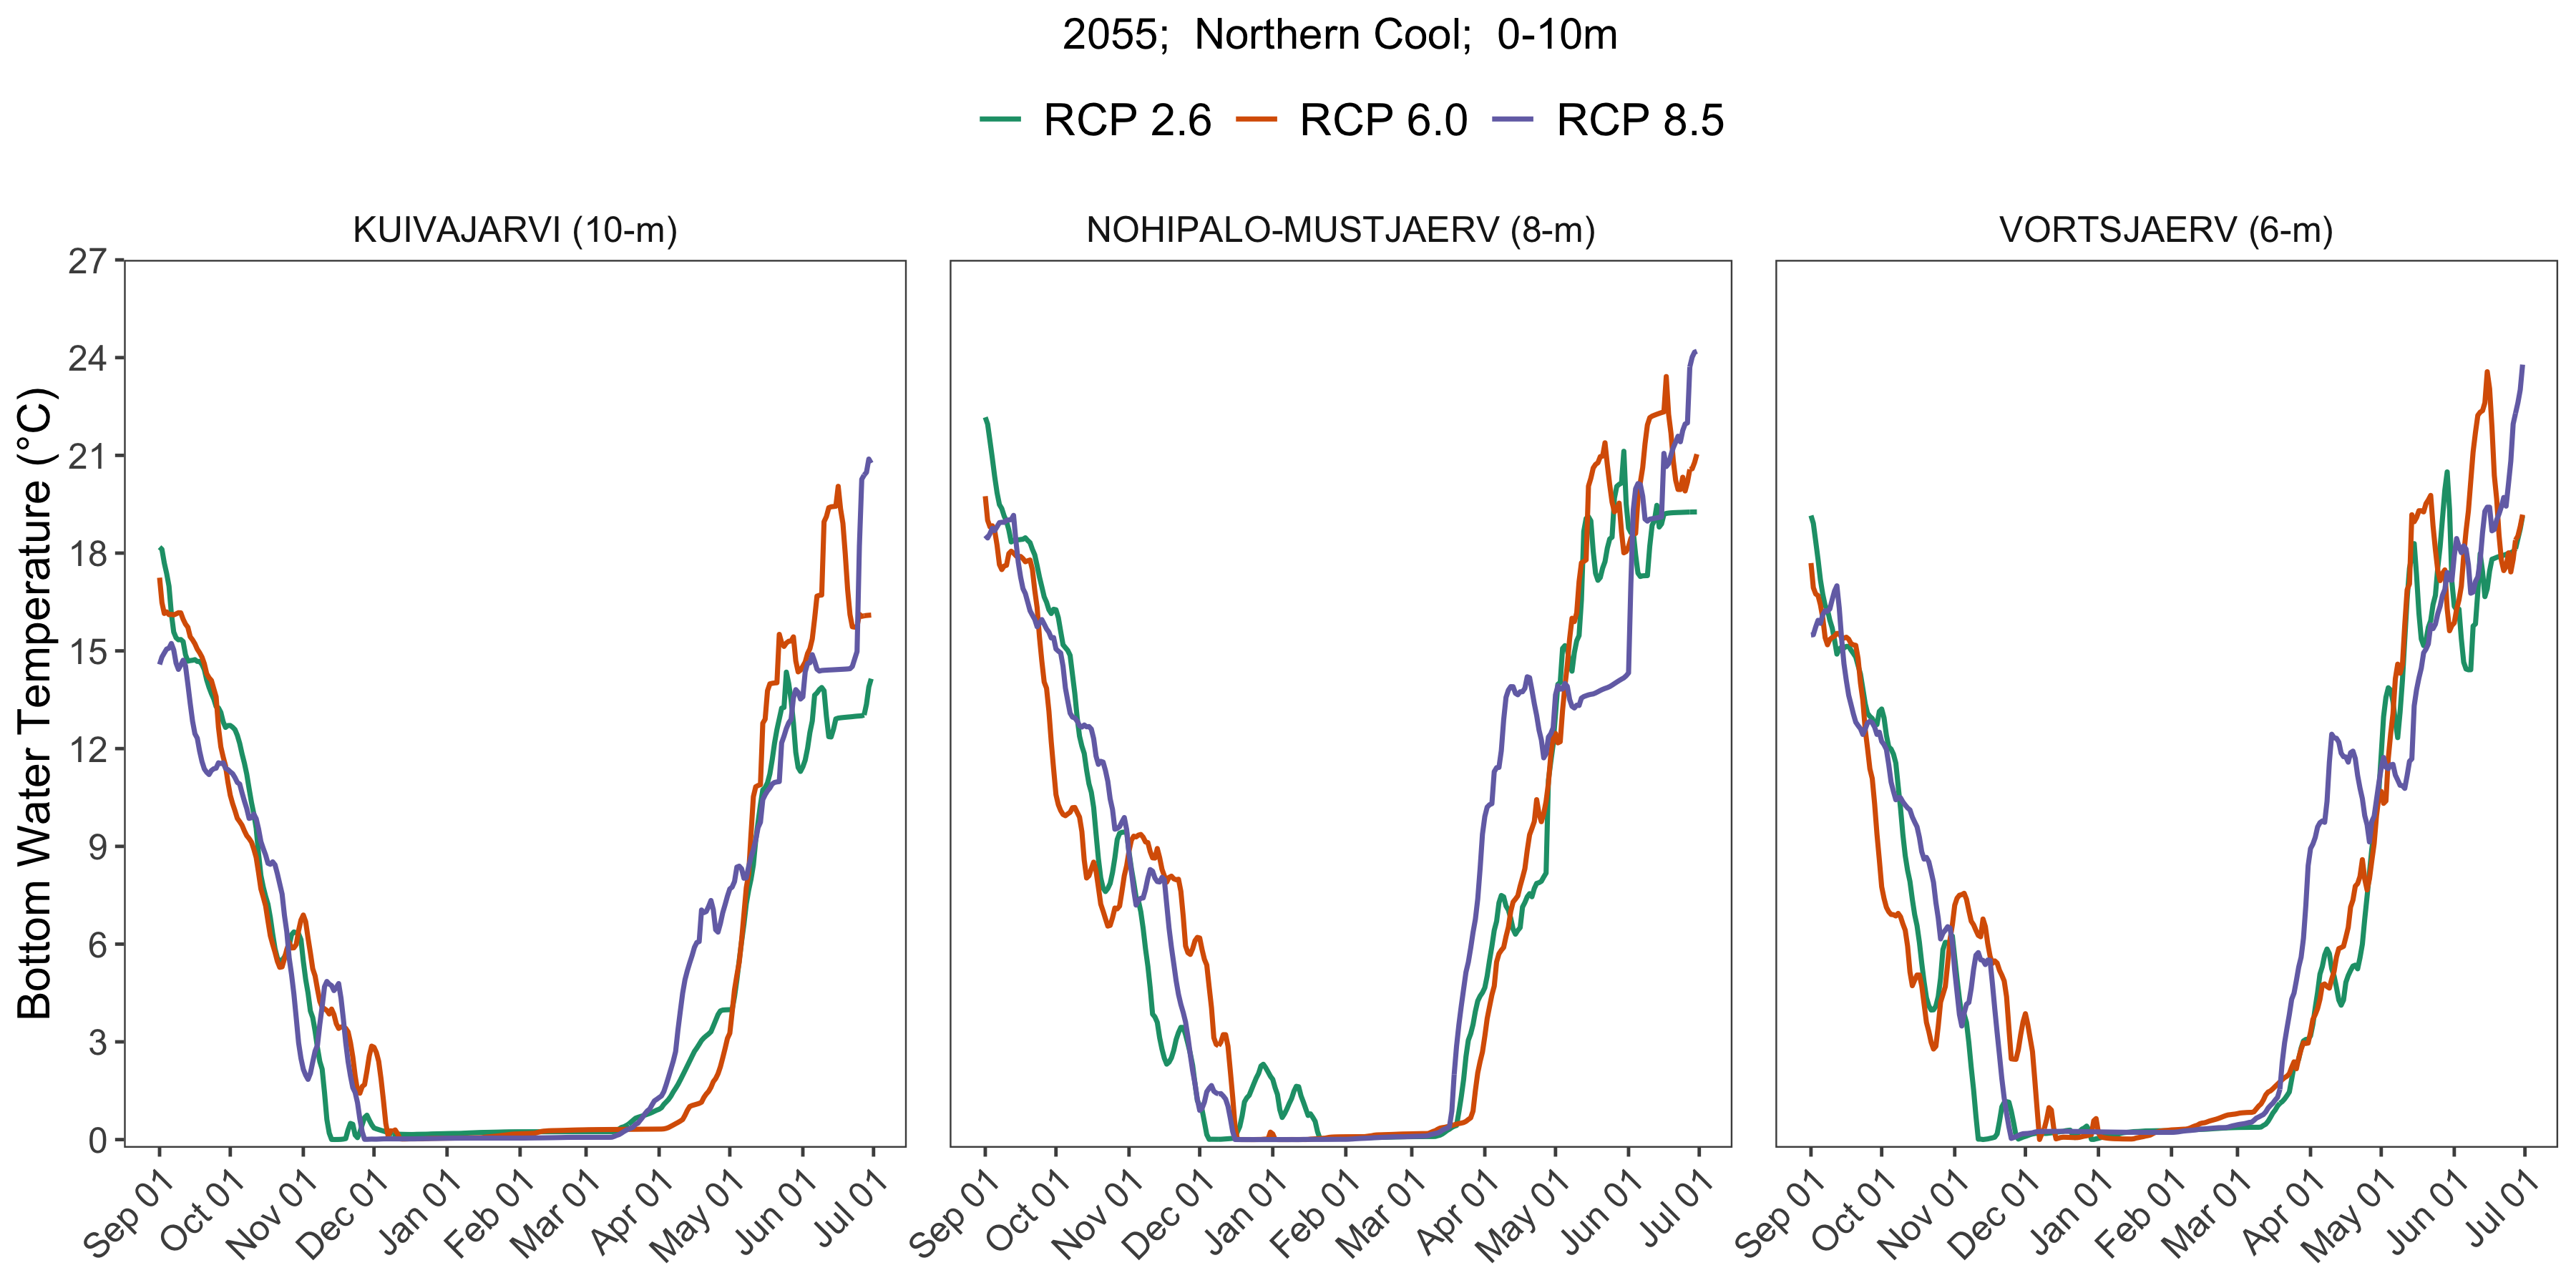 2055;  Northern Cool;  0-10m
RCP 2.6 RCP 6.0 RCP 8.5
KUIVAJARVI (10-m) NOHIPALO-MUSTJAERV (8-m) VORTSJAERV (6-m)
Bottom Water Temperature (°C)
27
24
21
18
15
12
9
6
3
0
Sep 01 Oct 01 Nov 01 Dec 01 Jan 01 Feb 01 Mar 01 Apr 01 May 01 Jun 01 Jul 01 Sep 01 Oct 01 Nov 01 Dec 01 Jan 01 Feb 01 Mar 01 Apr 01 May 01 Jun 01 Jul 01 Sep 01 Oct 01 Nov 01 Dec 01 Jan 01 Feb 01 Mar 01 Apr 01 May 01 Jun 01 Jul 01